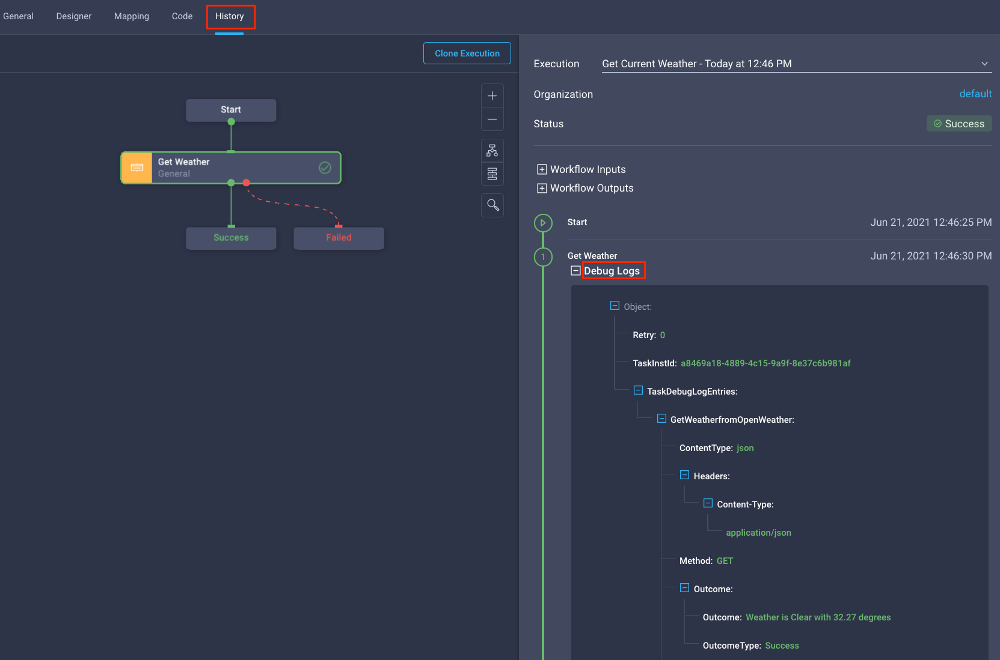 General Designer Mapping Code History
Clone Execution
Start
Get Weather
General
Success Failed
Execution Get Current Weather - Today at 12:46 PM
Organization default
Status Success
Workflow Inputs
Workflow Outputs
Start Jun 21, 2021 12:46:25 PM
1 Get Weather Jun 21, 2021 12:46:30 PM
Debug Logs
Object:
Retry: 0
TaskInstId: a8469a18-4889-4c15-9a9f-8e37c6b981af
TaskDebugLogEntries:
GetWeatherfromOpenWeather:
ContentType: json
Headers:
Content-Type:
application/json
Method: GET
Outcome:
Outcome: Weather is Clear with 32.27 degrees
OutcomeType: Success